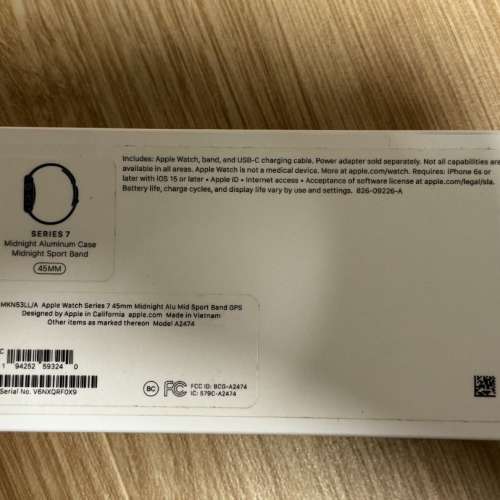 Includes: Apple Watch, band, and USB-C charging cable. Power adapter sold separately. Not all capabilities are
available in all areas. Apple Watch is not a medical device. More at apple.com/watch. Requires: iPhone 6s or
later with iOS 15 or later • Apple ID • Internet access • Acceptance of software license at apple.com/legal/sla.
Battery life, charge cycles, and display life vary by use and settings. 826-09226-A
SERIES 7
Midnight Aluminum Case
Midnight Sport Band
45MM
MKN53LL/A Apple Watch Series 7 45mm Midnight Alu Mid Sport Band GPS
Designed by Apple in California apple.com Made in Vietnam
Other items as marked thereon Model A2474
C
1 94252 59324 0
Serial No. V6NXQRF0X9
BC FC FCC ID: BCG-A2474
IC: 579C-A2474